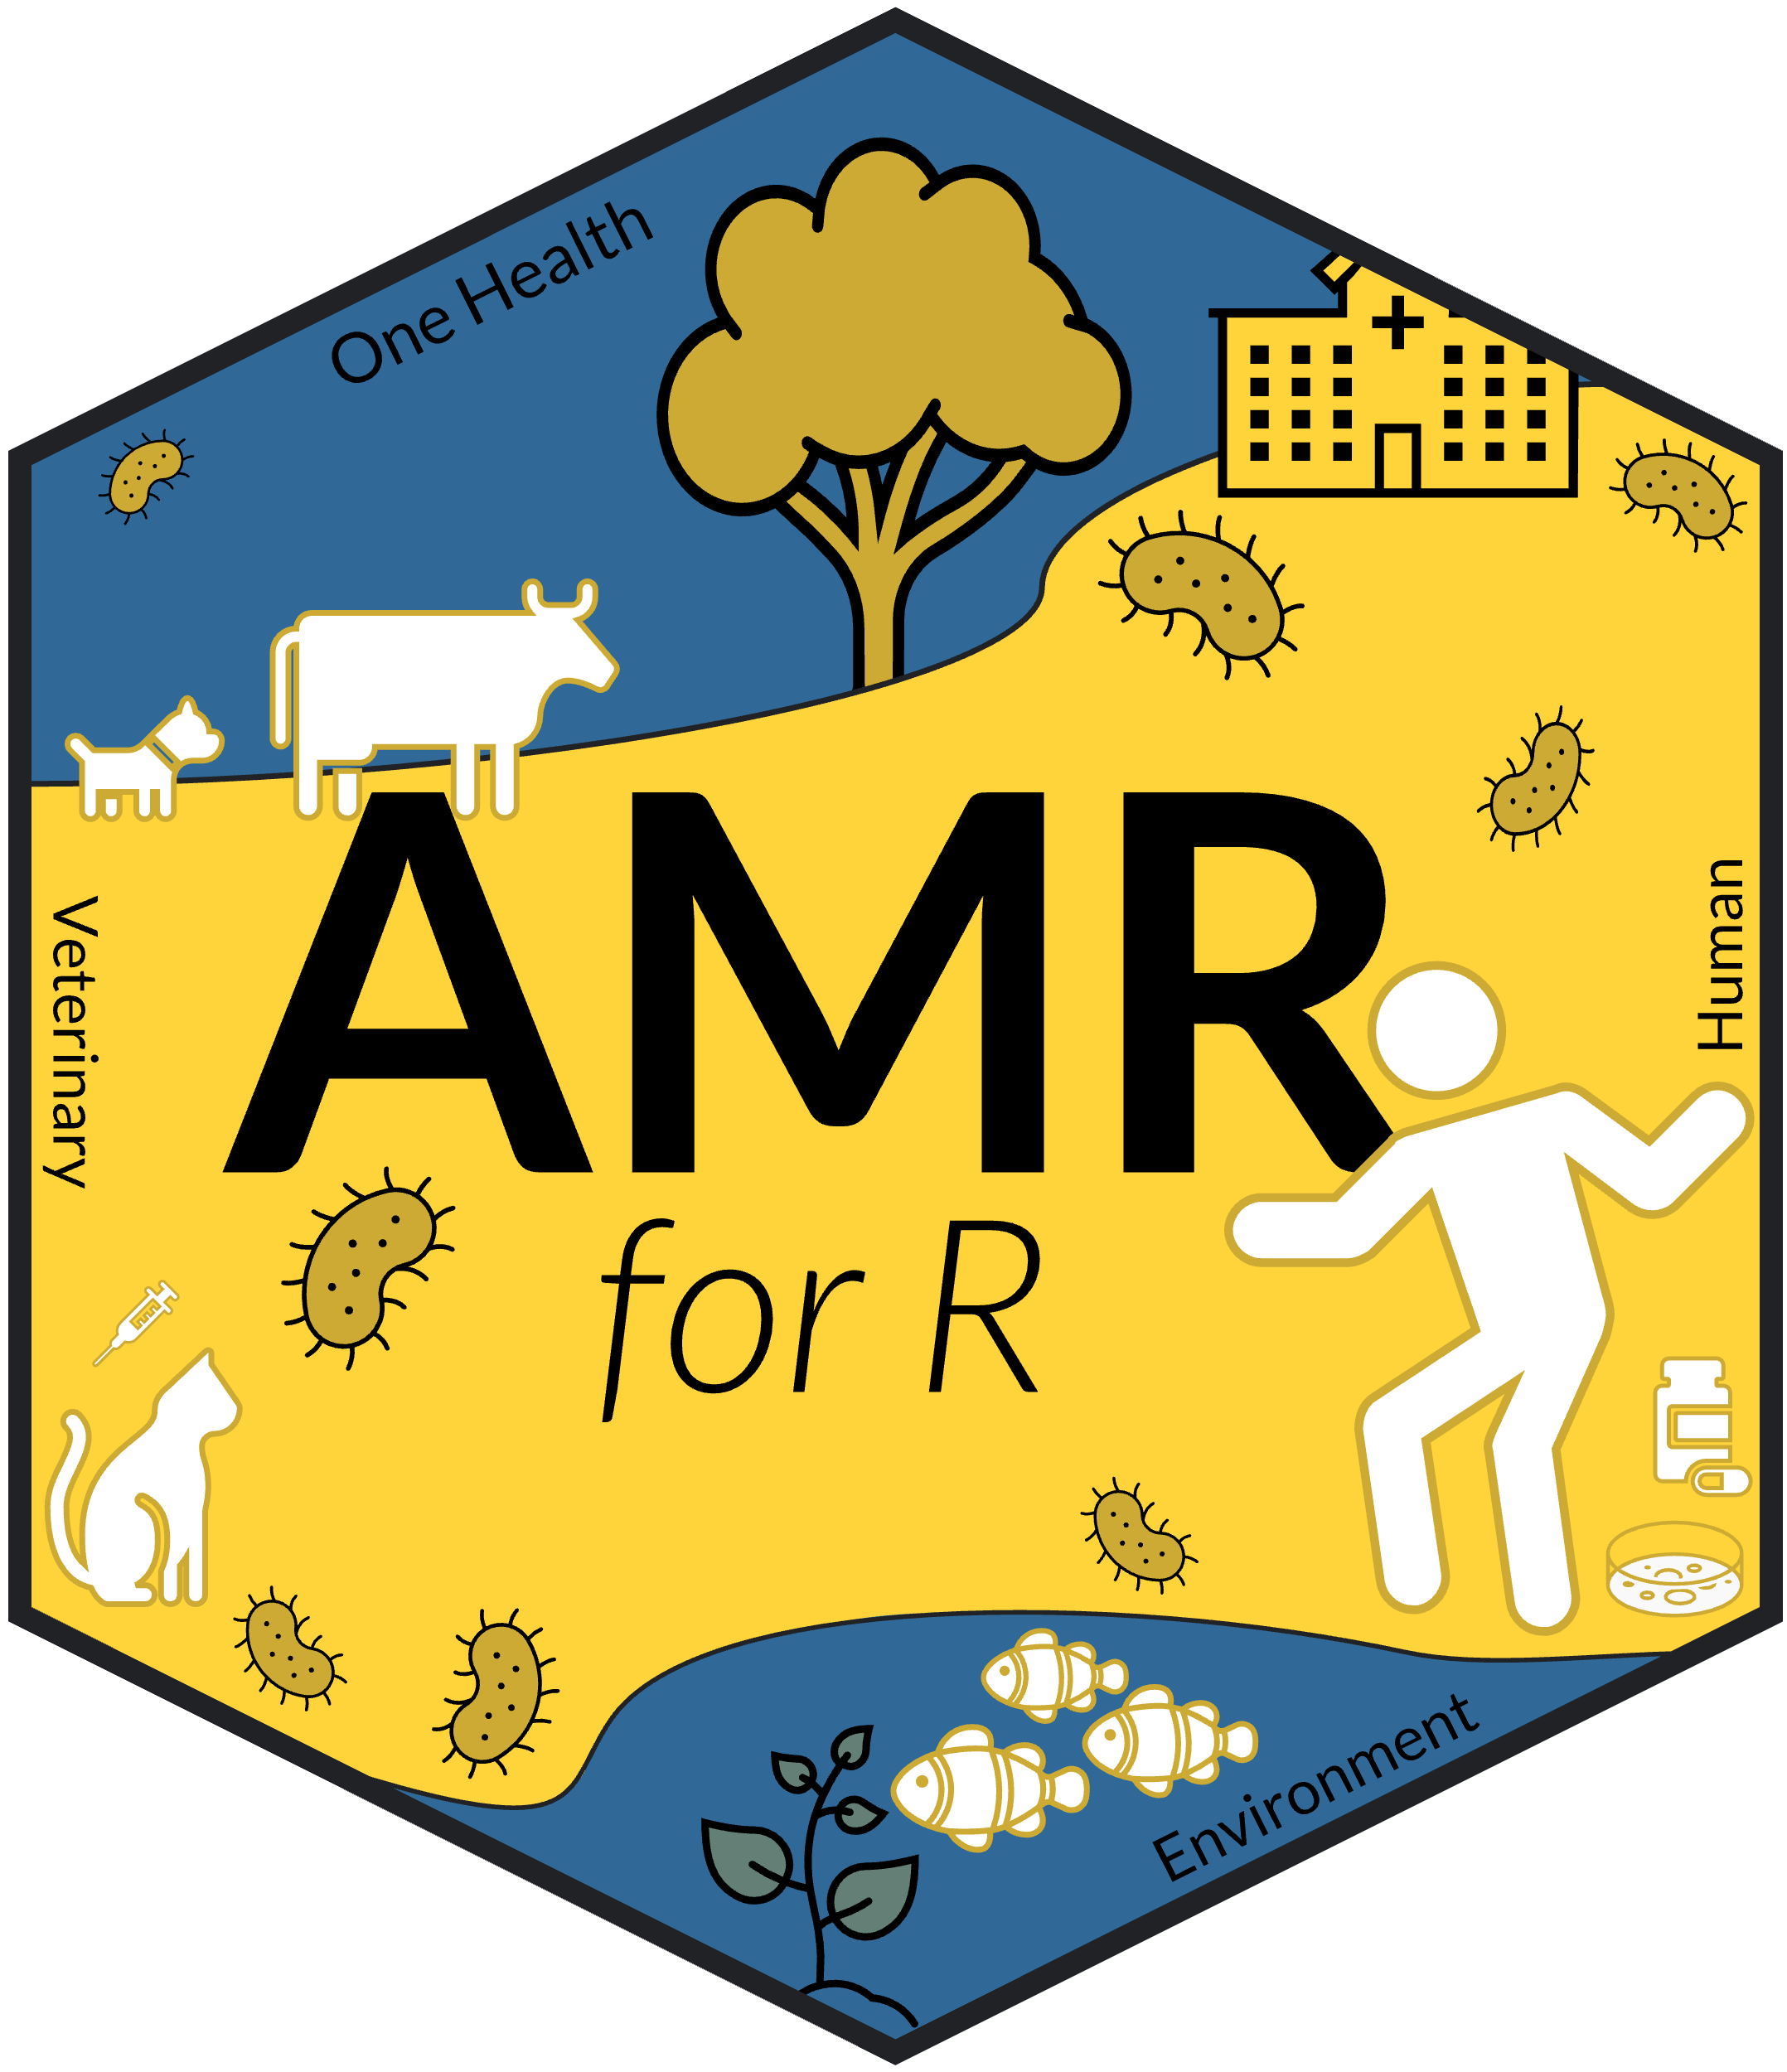 One Health
AMR
for R
Veterinary
Human
Environment